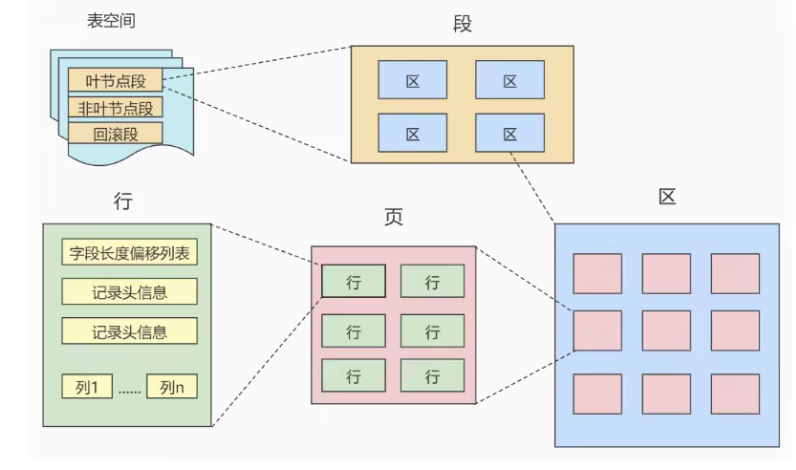 表空间
叶节点段
非叶节点段
回滚段
段
区
区
区
区
行
字段长度偏移列表
记录头信息
记录头信息
列1 ...... 列n
页
行
行
行
行
行
行
区